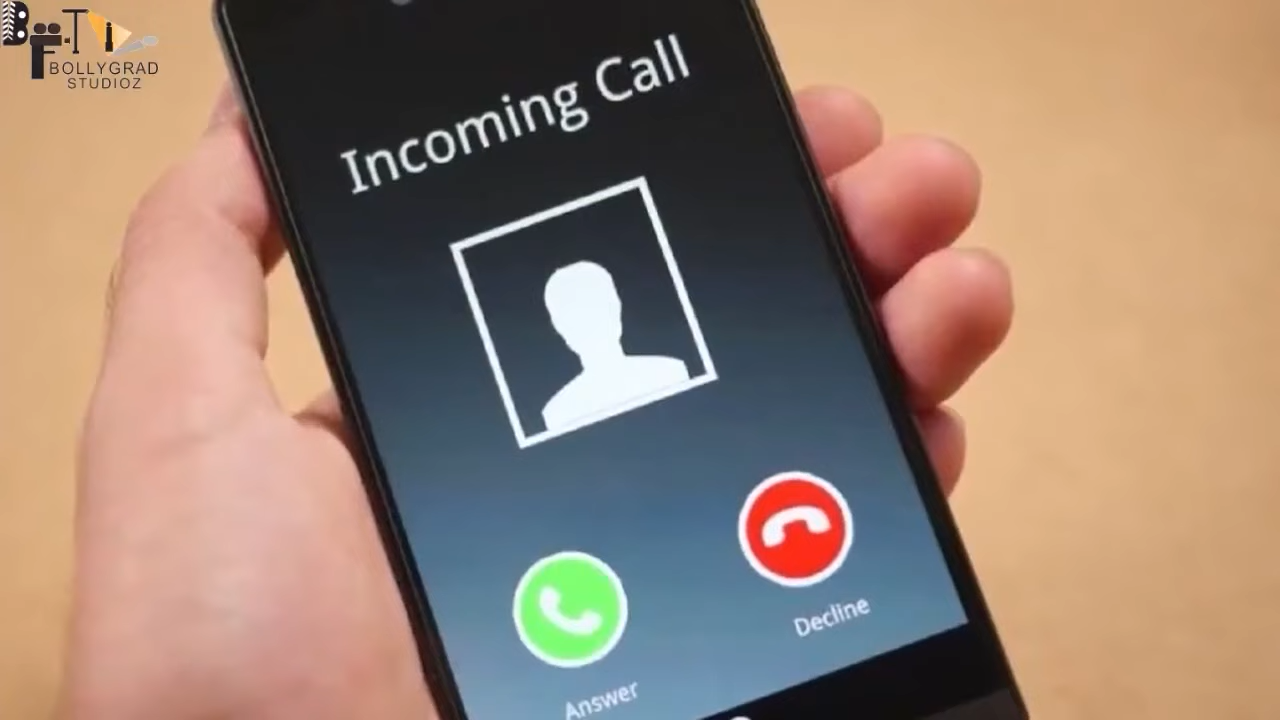 BOLLYGRAD
STUDIOZ
Incoming Call
Decline
Answer